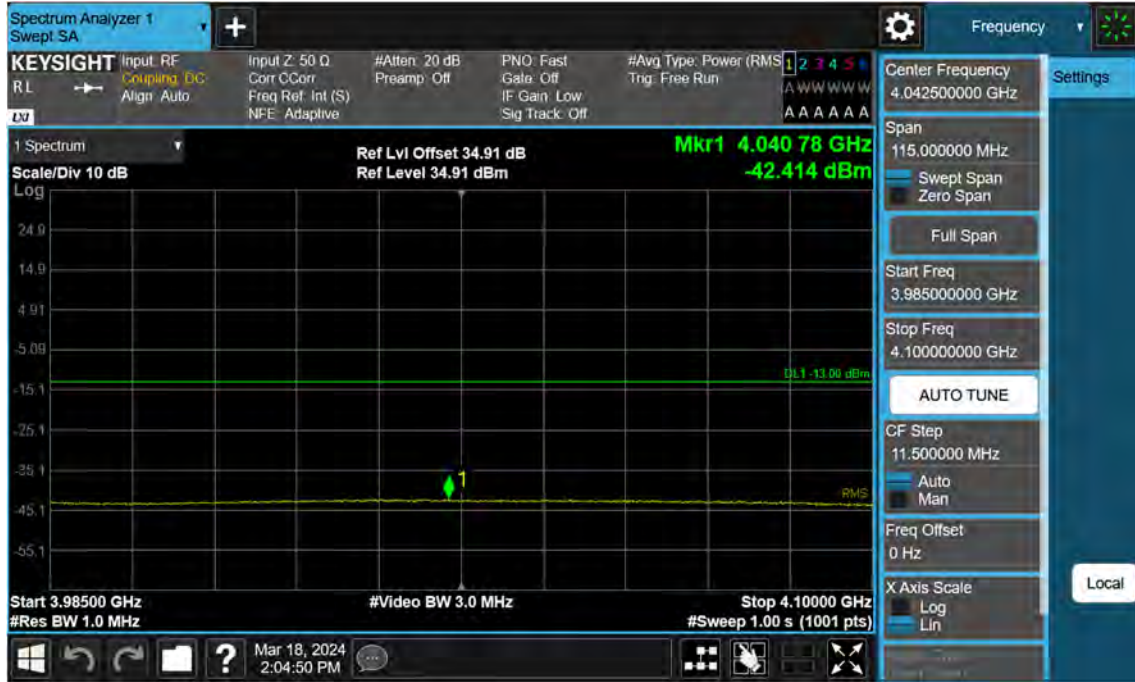 Spectrum Analyzer 1
Swept SA
+
Frequency
KEYSIGHT
RL
LXI
Input: RF
Coupling: DC
Align: Auto
Input Z: 50 Ω
Corr CCorr
Freq Ref: Int (S)
NFE: Adaptive
#Atten: 20 dB
Preamp: Off
PNO: Fast
Gate: Off
IF Gain: Low
Sig Track: Off
#Avg Type: Power (RMS
Trig: Free Run
1 2 3 4 5 6
A W W W W W
A A A A A A
1 Spectrum
Scale/Div 10 dB
Log
Ref Lvl Offset 34.91 dB
Ref Level 34.91 dBm
Mkr1 4.040 78 GHz
-42.414 dBm
24.9
14.9
4.91
-5.09
-15.1
-25.1
-35.1
-45.1
-55.1
DL1 -13.00 dBm
1
RMS
Start 3.98500 GHz
#Res BW 1.0 MHz
#Video BW 3.0 MHz
Stop 4.10000 GHz
#Sweep 1.00 s (1001 pts)
?
Mar 18, 2024
2:04:50 PM
Center Frequency
4.042500000 GHz
Span
115.000000 MHz
Swept Span
Zero Span
Full Span
Start Freq
3.985000000 GHz
Stop Freq
4.100000000 GHz
AUTO TUNE
CF Step
11.500000 MHz
Auto
Man
Freq Offset
0 Hz
X Axis Scale
Log
Lin
Settings
Local